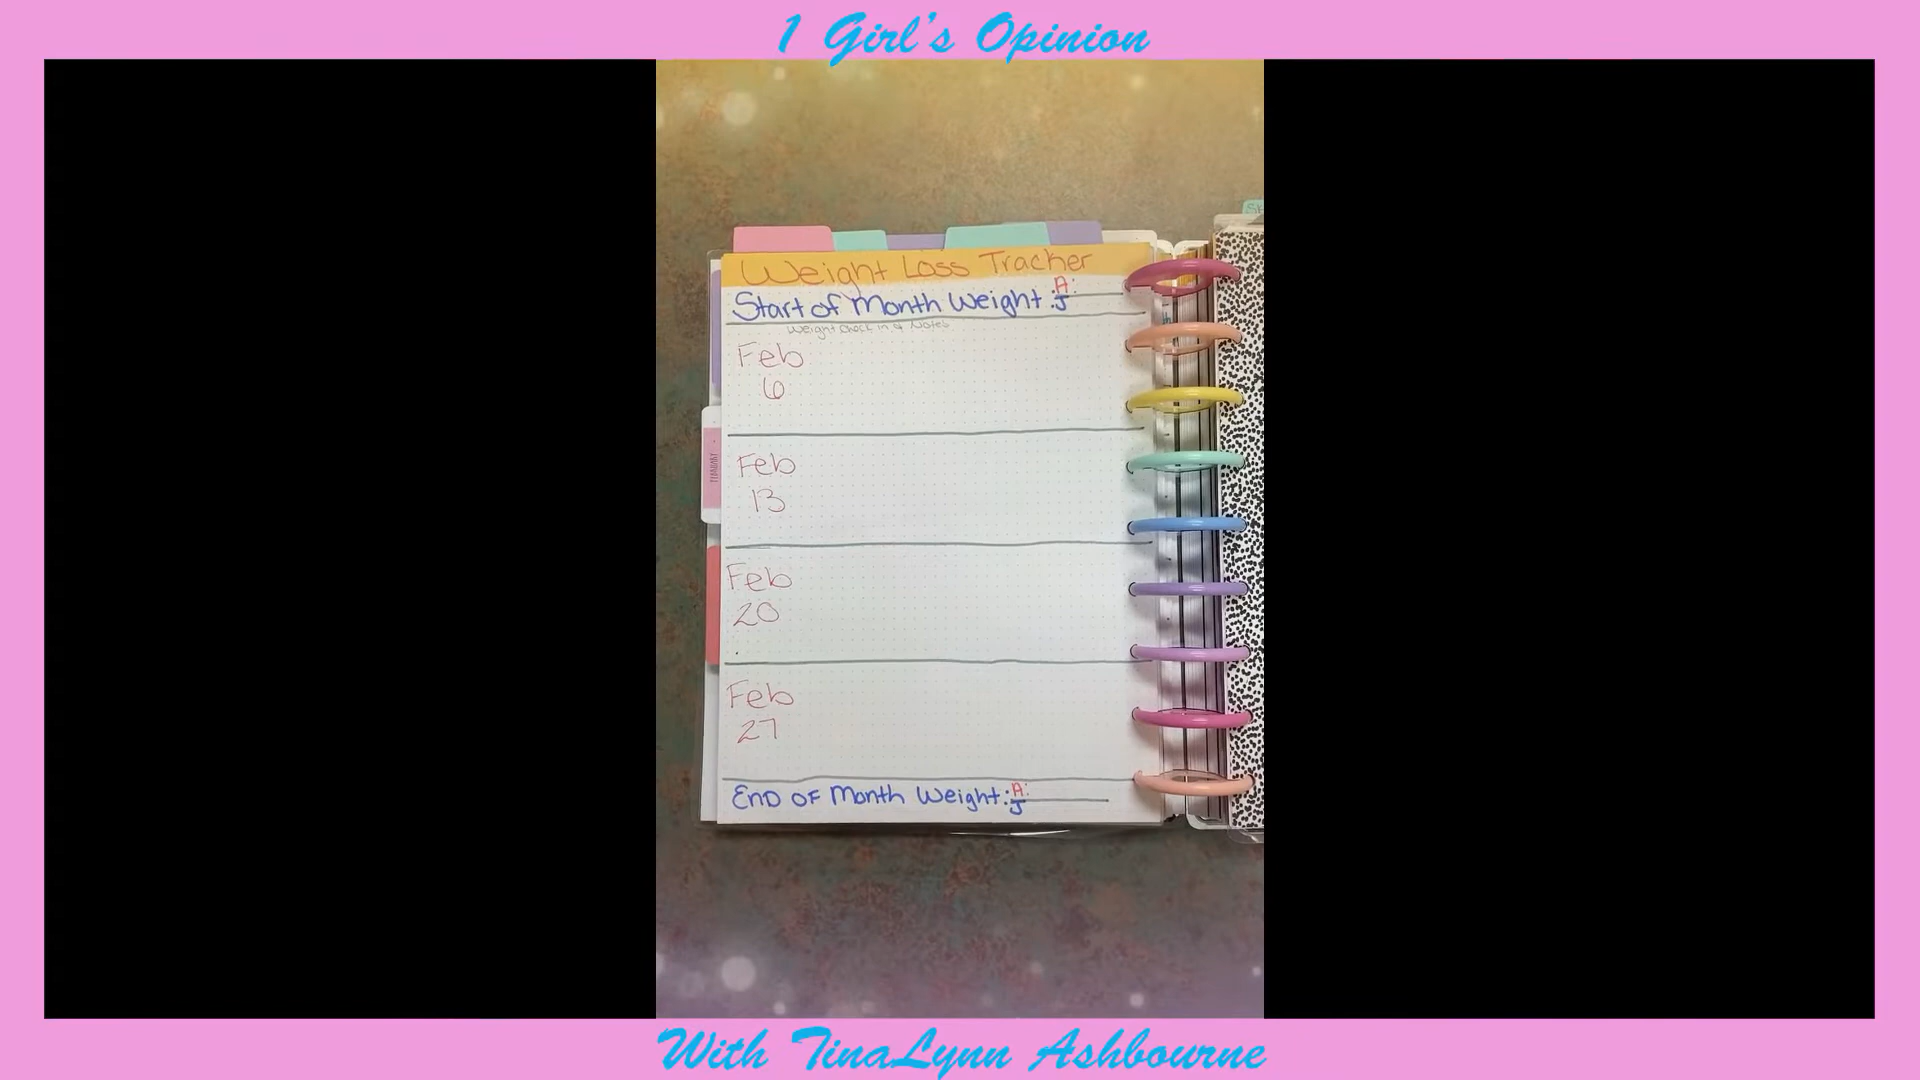 1 Girl's Opinion
Weight Loss Tracker
A:
Start of Month Weight: J
Weight Check in & Notes
Feb
6
Feb
13
Feb
20
Feb
27
A:
End of Month Weight: J
With TinaLynn Ashbourne